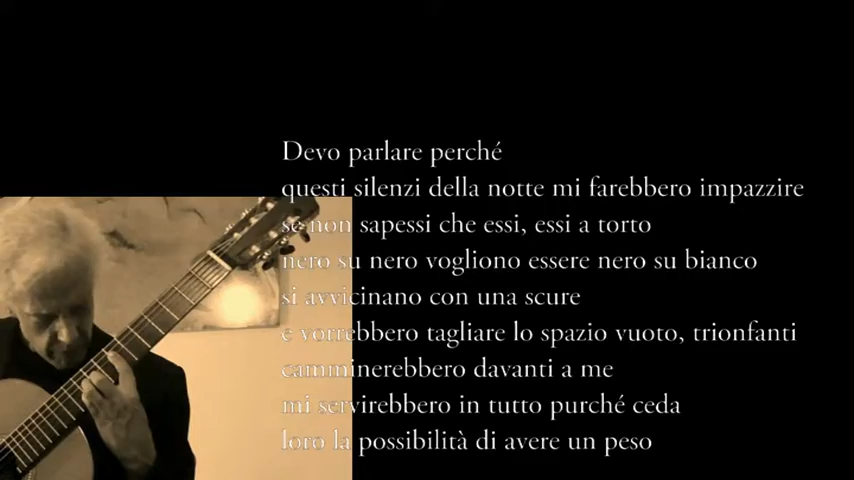 Devo parlare perché
questi silenzi della notte mi farebbero impazzire
se non sapessi che essi, essi a torto
nero su nero vogliono essere nero su bianco
si avvicinano con una scure
e vorrebbero tagliare lo spazio vuoto, trionfanti
camminerebbero davanti a me
mi servirebbero in tutto purché ceda
loro la possibilità di avere un peso